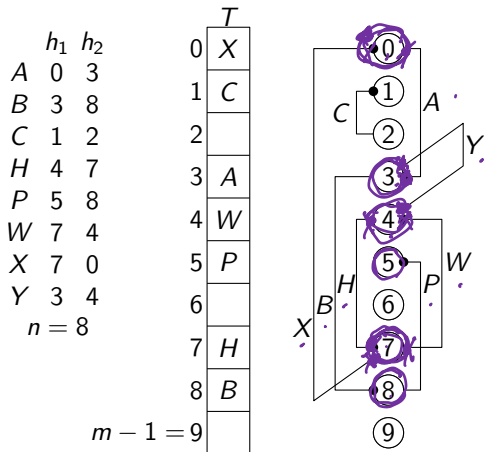 h1 h2
A 0 3
B 3 8
C 1 2
H 4 7
P 5 8
W 7 4
X 7 0
Y 3 4
n = 8
T
0 X
1 C
2
3 A
4 W
5 P
6
7 H
8 B
m − 1 = 9
0
1
C
A
2
Y
3
4
5
H
P
W
B
X
6
7
8
9